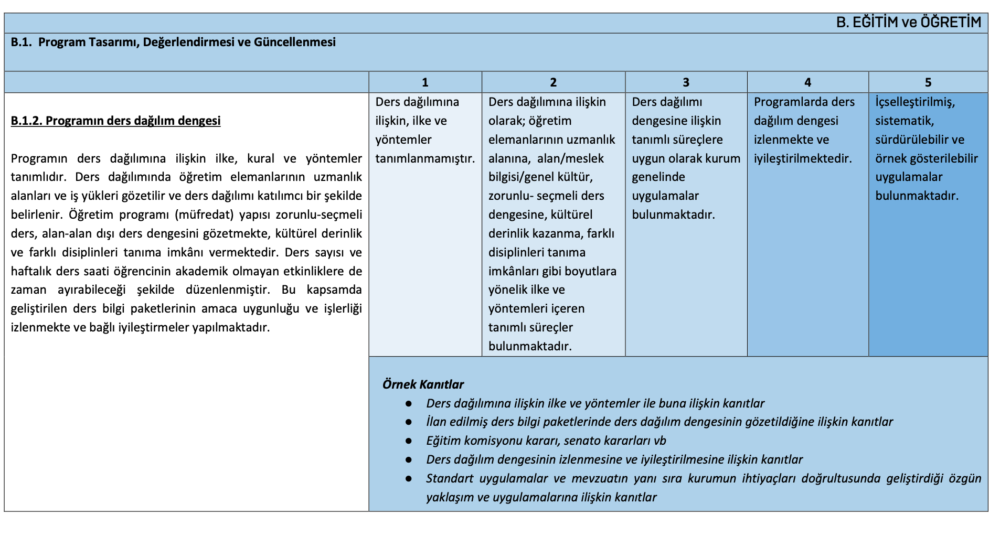 B. EĞİTİM ve ÖĞRETİM
B.1. Program Tasarımı, Değerlendirmesi ve Güncellenmesi
1
2
3
4
5
B.1.2. Programın ders dağılım dengesi
Programın ders dağılımına ilişkin ilke, kural ve yöntemler
tanımlıdır. Ders dağılımında öğretim elemanlarının uzmanlık
alanları ve iş yükleri gözetilir ve ders dağılımı katılımcı bir şekilde
belirlenir. Öğretim programı (müfredat) yapısı zorunlu-seçmeli
ders, alan-alan dışı ders dengesini gözetmekte, kültürel derinlik
ve farklı disiplinleri tanıma imkânı vermektedir. Ders sayısı ve
haftalık ders saati öğrencinin akademik olmayan etkinliklere de
zaman ayırabileceği şekilde düzenlenmiştir. Bu kapsamda
geliştirilen ders bilgi paketlerinin amaca uygunluğu ve işlerliği
izlenmekte ve bağlı iyileştirmeler yapılmaktadır.
Ders dağılımına
ilişkin, ilke ve
yöntemler
tanımlanmamıştır.
Ders dağılımına ilişkin
olarak; öğretim
elemanlarının uzmanlık
alanına, alan/meslek
bilgisi/genel kültür,
zorunlu- seçmeli ders
dengesine, kültürel
derinlik kazanma, farklı
disiplinleri tanıma
imkânları gibi boyutlara
yönelik ilke ve
yöntemleri içeren
tanımlı süreçler
bulunmaktadır.
Ders dağılımı
dengesine ilişkin
tanımlı süreçlere
uygun olarak kurum
genelinde
uygulamalar
bulunmaktadır.
Programlarda ders
dağılım dengesi
izlenmekte ve
iyileştirilmektedir.
İçselleştirilmiş,
sistematik,
sürdürülebilir ve
örnek gösterilebilir
uygulamalar
bulunmaktadır.
Örnek Kanıtlar
● Ders dağılımına ilişkin ilke ve yöntemler ile buna ilişkin kanıtlar
● İlan edilmiş ders bilgi paketlerinde ders dağılım dengesinin gözetildiğine ilişkin kanıtlar
● Eğitim komisyonu kararı, senato kararları vb
● Ders dağılım dengesinin izlenmesine ve iyileştirilmesine ilişkin kanıtlar
● Standart uygulamalar ve mevzuatın yanı sıra kurumun ihtiyaçları doğrultusunda geliştirdiği özgün
yaklaşım ve uygulamalarına ilişkin kanıtlar